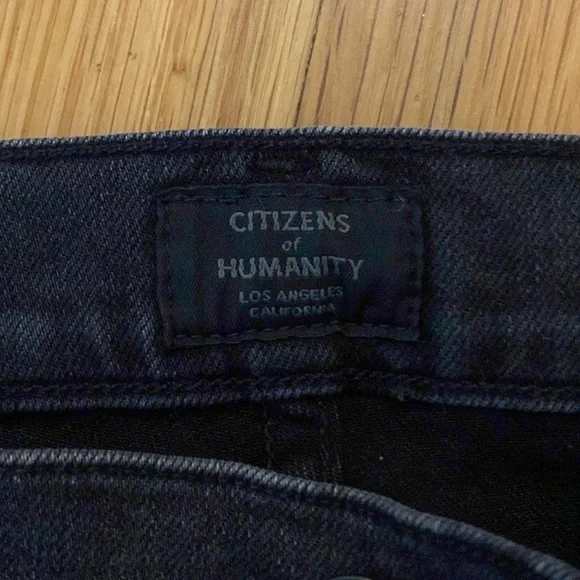 CITIZENS
of
HUMANITY
LOS ANGELES
CALIFORNIA